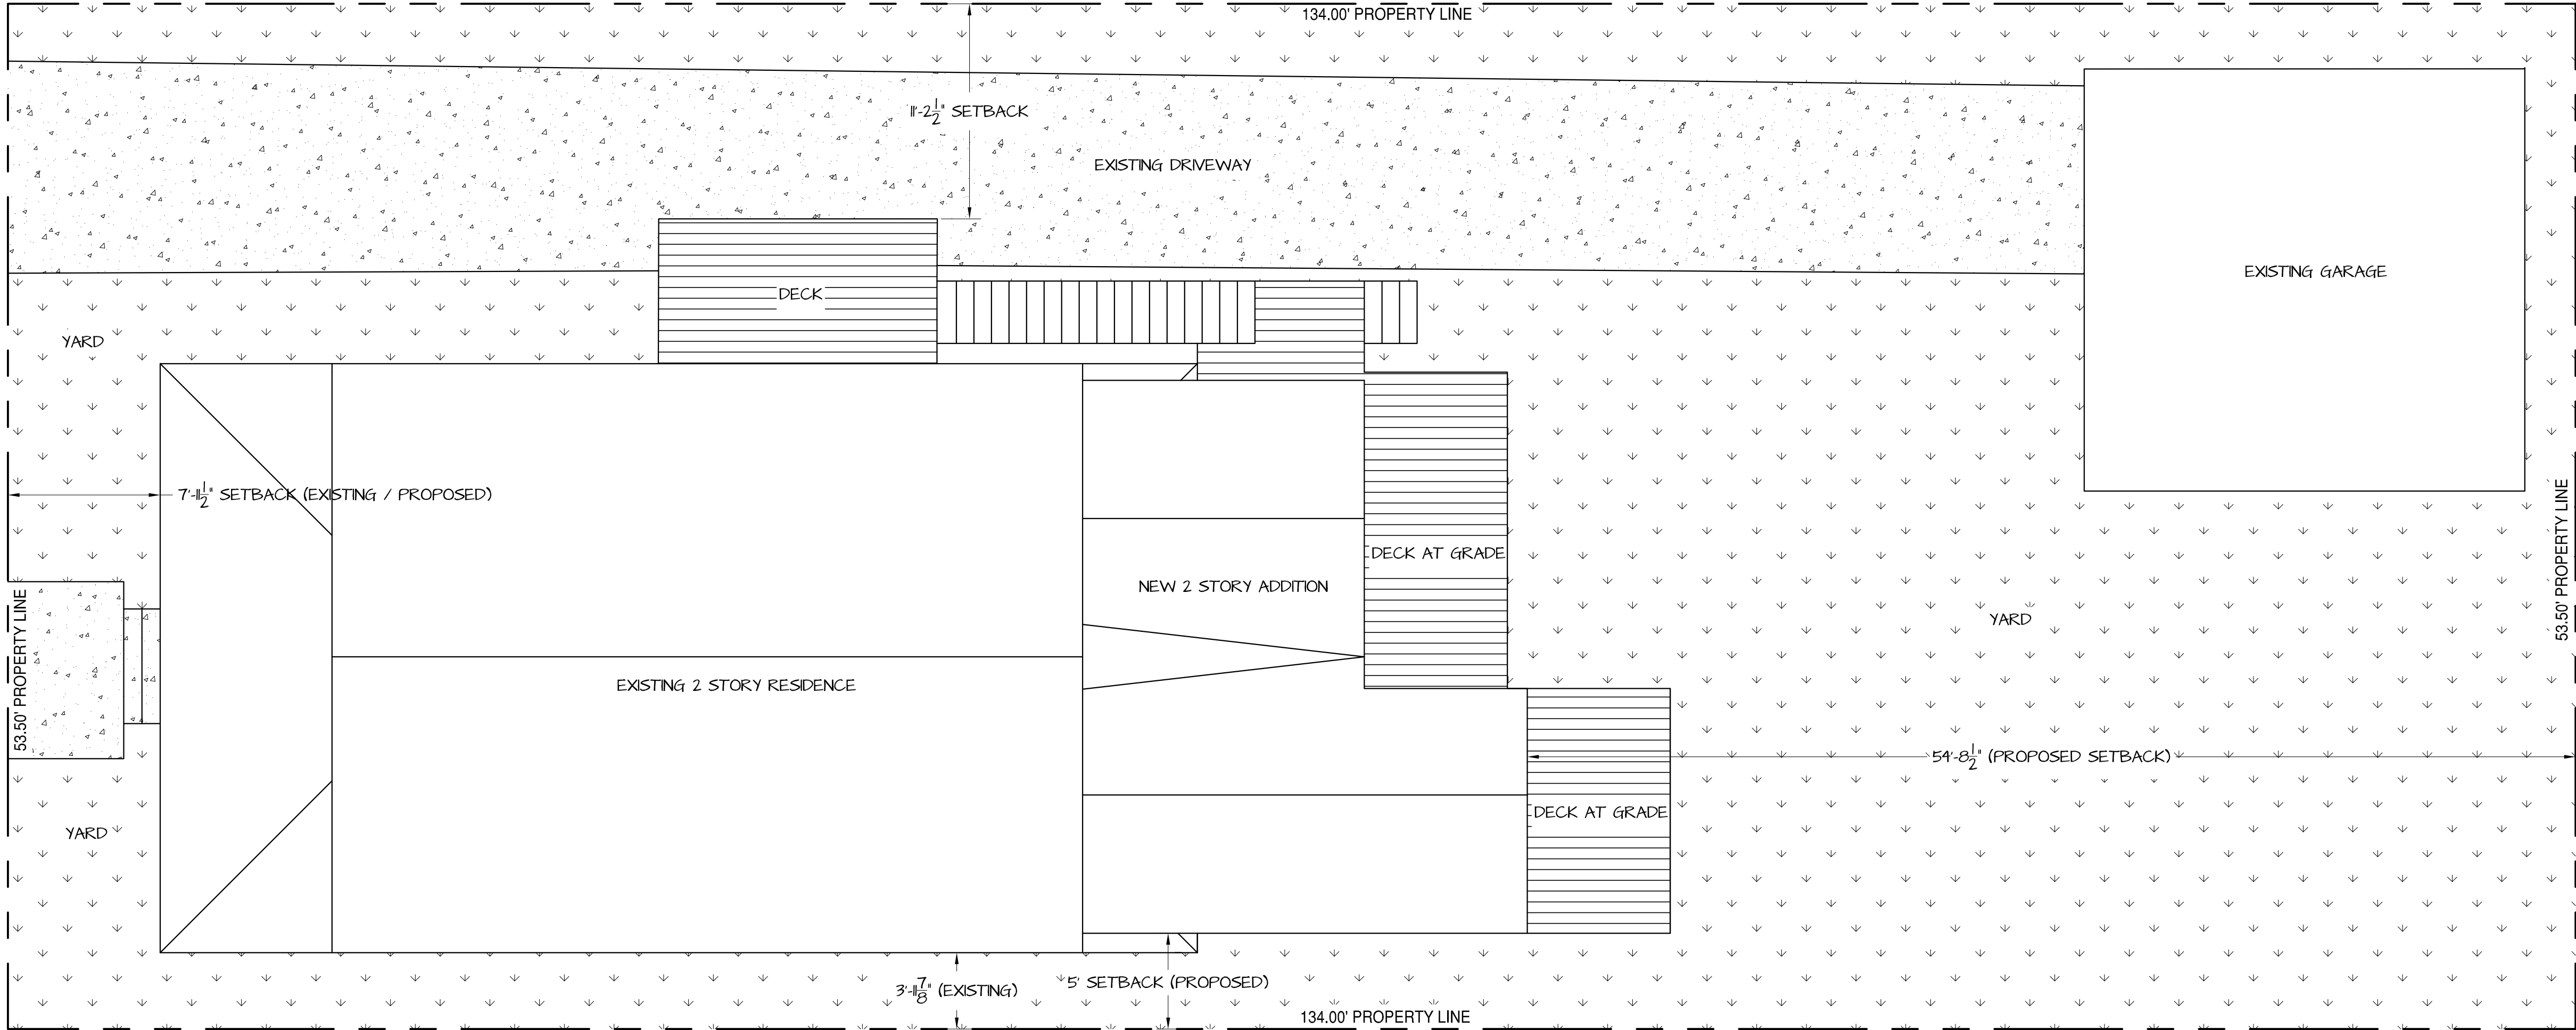 134.00' PROPERTY LINE
11'-2 1/2" SETBACK
EXISTING DRIVEWAY
EXISTING GARAGE
DECK
YARD
7'-11 1/2" SETBACK (EXISTING / PROPOSED)
DECK AT GRADE
53.50' PROPERTY LINE
NEW 2 STORY ADDITION
YARD
53.50' PROPERTY LINE
EXISTING 2 STORY RESIDENCE
54'-8 1/2" (PROPOSED SETBACK)
DECK AT GRADE
YARD
3'-11 7/8" (EXISTING)
5' SETBACK (PROPOSED)
134.00' PROPERTY LINE